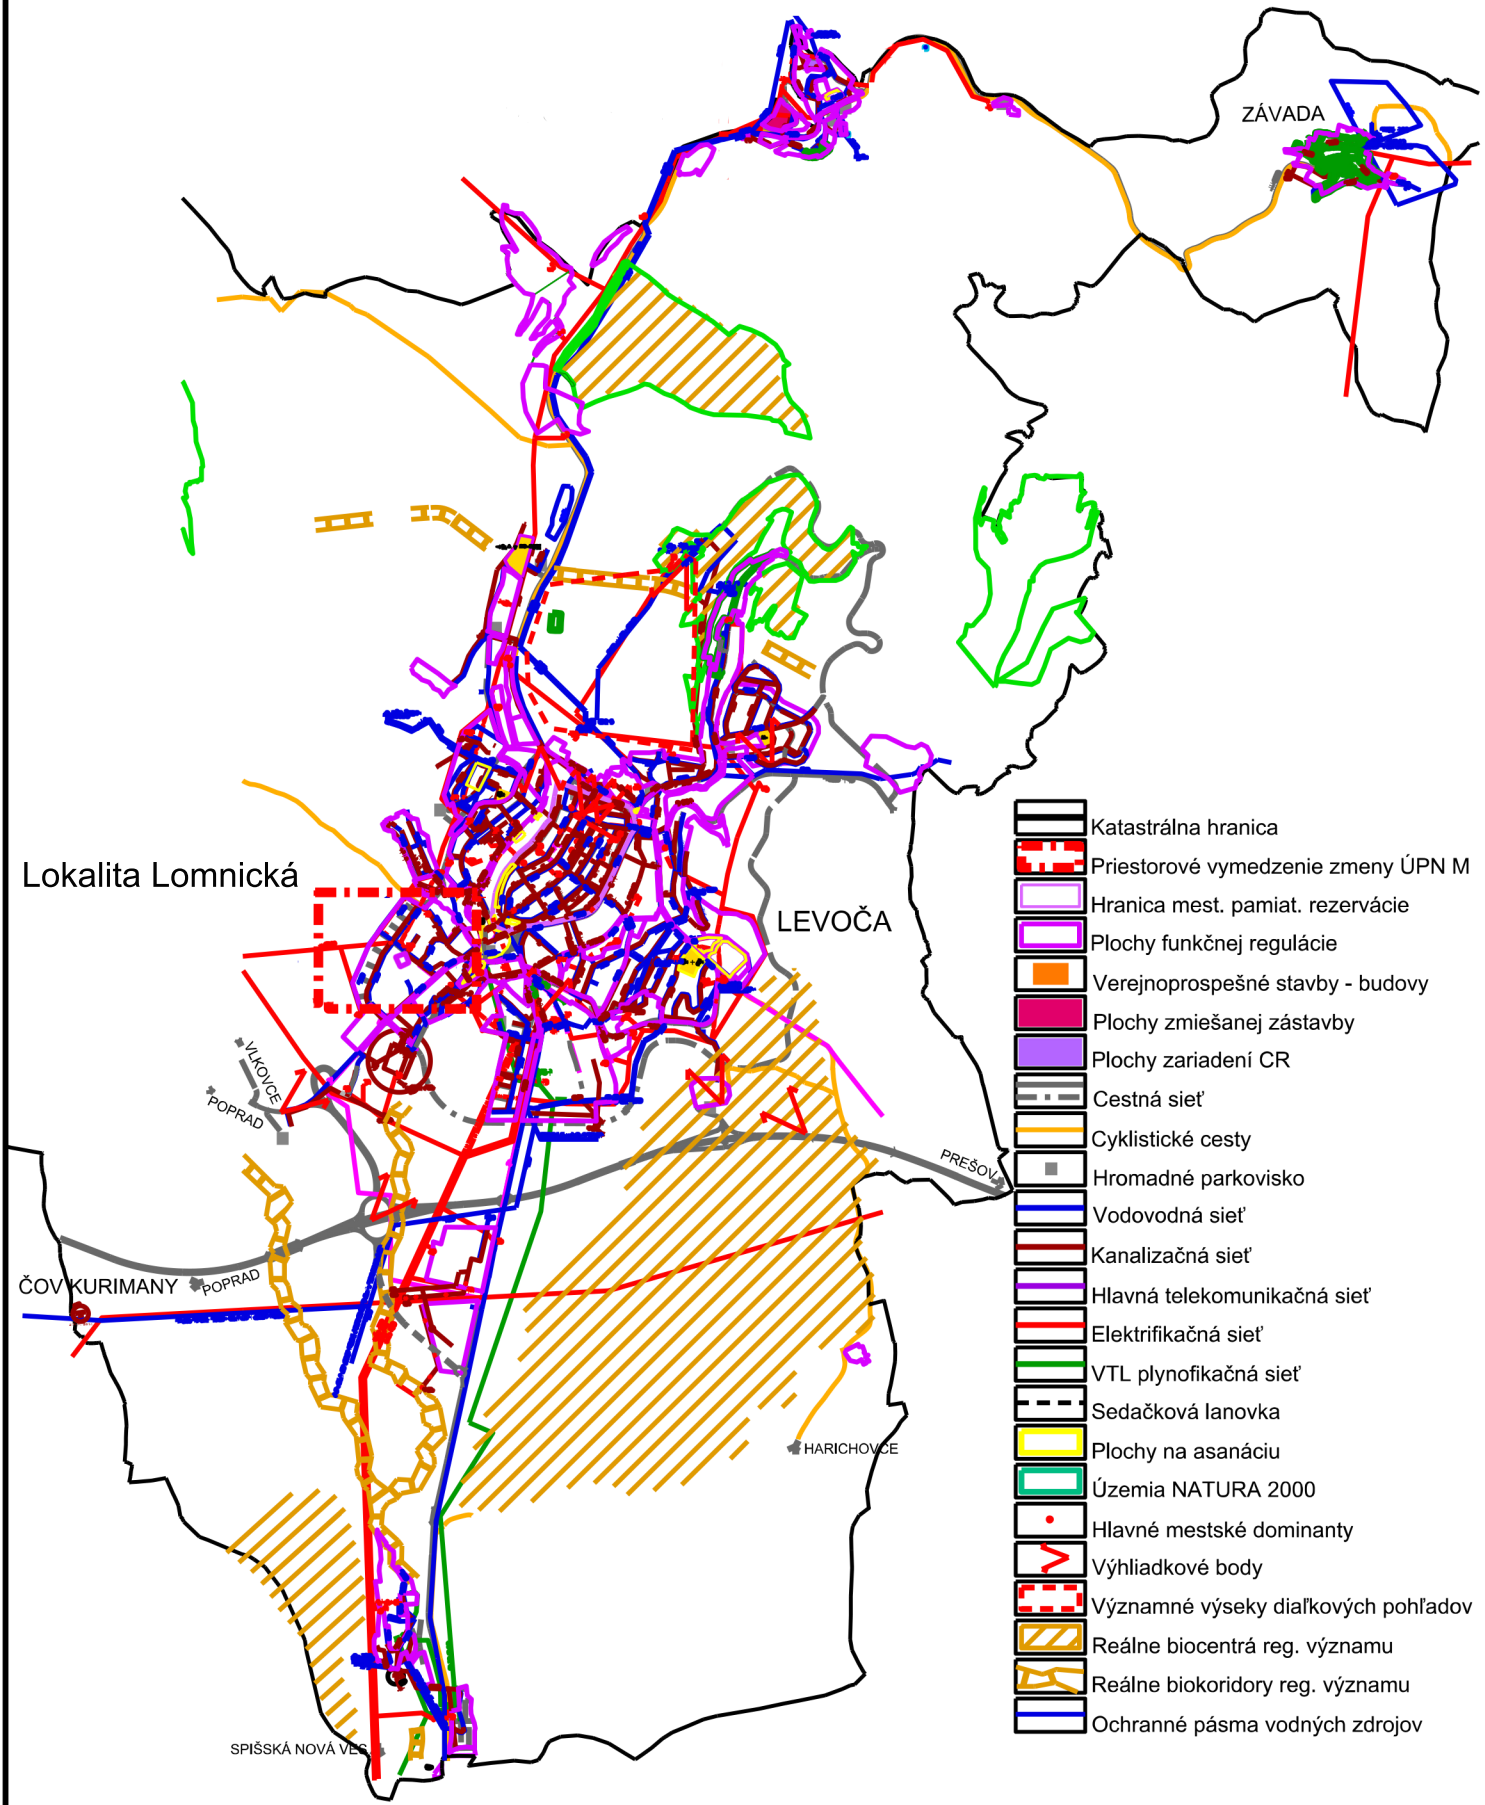 ZÁVADA
Lokalita Lomnická
LEVOČA
VLKOVCE
POPRAD
PREŠOV
ČOV KURIMANY
POPRAD
HARICHOVCE
SPIŠSKÁ NOVÁ VES
Katastrálna hranica
Priestorové vymedzenie zmeny ÚPN M
Hranica mest. pamiat. rezervácie
Plochy funkčnej regulácie
Verejnoprospešné stavby - budovy
Plochy zmiešanej zástavby
Plochy zariadení CR
Cestná sieť
Cyklistické cesty
Hromadné parkovisko
Vodovodná sieť
Kanalizačná sieť
Hlavná telekomunikačná sieť
Elektrifikačná sieť
VTL plynofikačná sieť
Sedačková lanovka
Plochy na asanáciu
Územia NATURA 2000
Hlavné mestské dominanty
Výhliadkové body
Významné výseky diaľkových pohľadov
Reálne biocentrá reg. významu
Reálne biokoridory reg. významu
Ochranné pásma vodných zdrojov